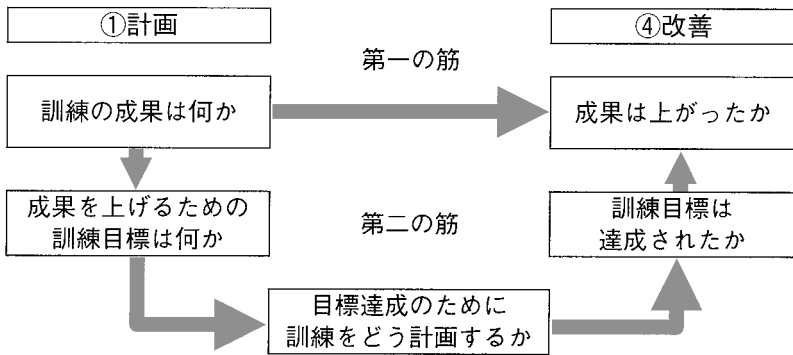 ①計画
④改善
第一の筋
訓練の成果は何か
成果は上がったか
成果を上げるための
訓練目標は何か
第二の筋
訓練目標は
達成されたか
目標達成のために
訓練をどう計画するか